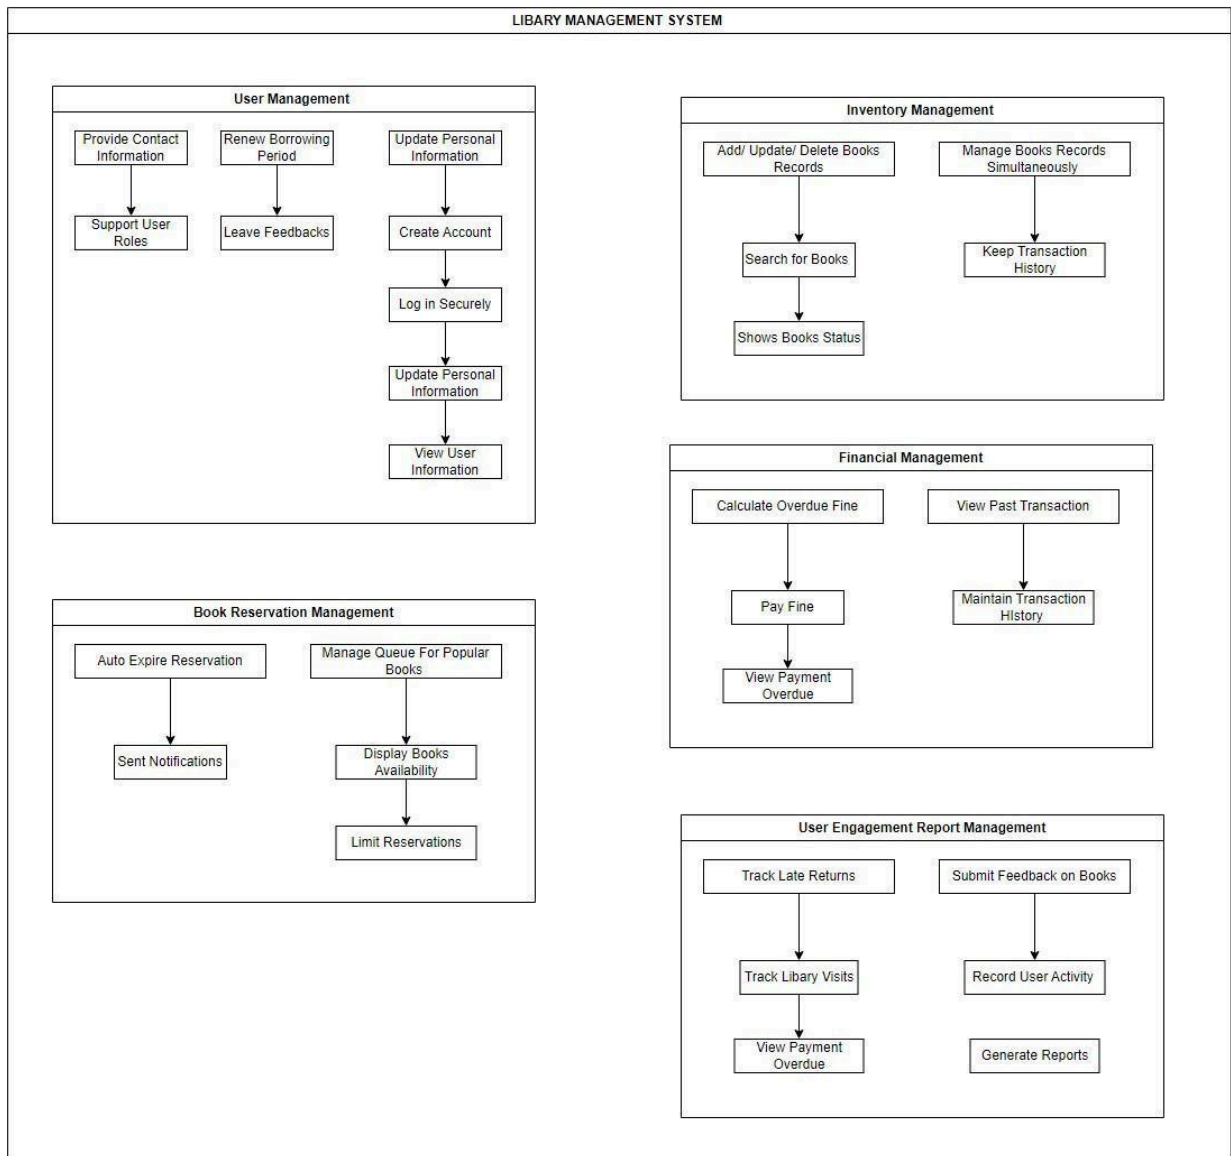 LIBARY MANAGEMENT SYSTEM
User Management
Provide Contact
Information
Renew Borrowing
Period
Update Personal
Information
Support User
Roles
Leave Feedbacks
Create Account
Log in Securely
Update Personal
Information
View User
Information
Inventory Management
Add/ Update/ Delete Books
Records
Manage Books Records
Simultaneously
Search for Books
Keep Transaction
History
Shows Books Status
Financial Management
Calculate Overdue Fine
View Past Transaction
Pay Fine
Maintain Transaction
HIstory
View Payment
Overdue
Book Reservation Management
Auto Expire Reservation
Manage Queue For Popular
Books
Sent Notifications
Display Books
Availability
Limit Reservations
User Engagement Report Management
Track Late Returns
Submit Feedback on Books
Track Libary Visits
Record User Activity
View Payment
Overdue
Generate Reports